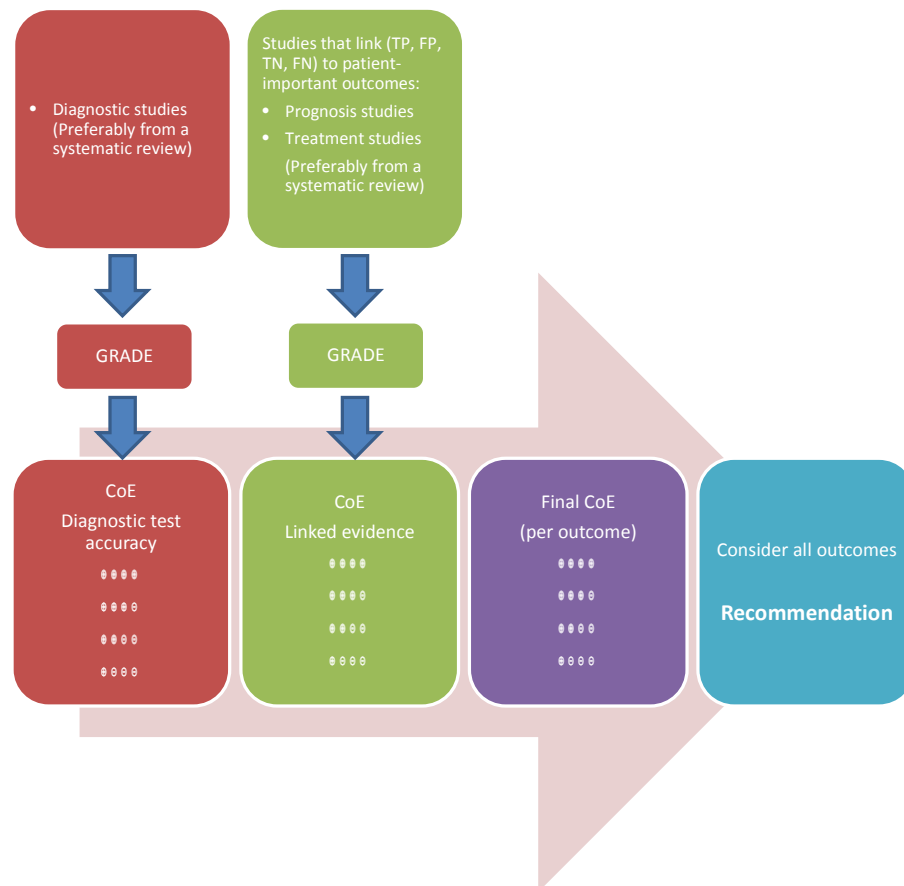 • Diagnostic studies
(Preferably from a
systematic review)
Studies that link (TP, FP,
TN, FN) to patient-
important outcomes:
• Prognosis studies
• Treatment studies
(Preferably from a
systematic review)
GRADE
GRADE
CoE
Diagnostic test
accuracy
⊕⊕⊕⊕
⊕⊕⊕⊖
⊕⊕⊖⊖
⊕⊖⊖⊖
CoE
Linked evidence
⊕⊕⊕⊕
⊕⊕⊕⊖
⊕⊕⊖⊖
⊕⊖⊖⊖
Final CoE
(per outcome)
⊕⊕⊕⊕
⊕⊕⊕⊖
⊕⊕⊖⊖
⊕⊖⊖⊖
Consider all outcomes
Recommendation